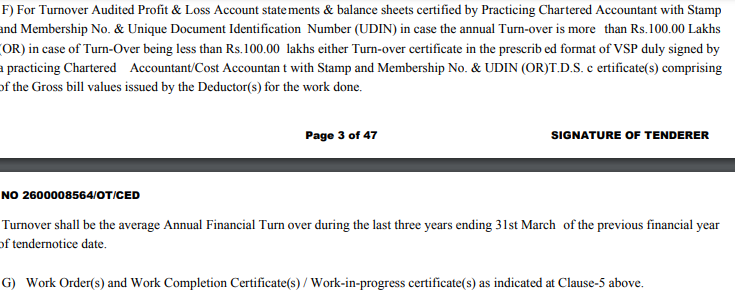 F) For Turnover Audited Profit & Loss Account statements & balance sheets certified by Practicing Chartered Accountant with Stamp
and Membership No. & Unique Document Identification Number (UDIN) in case the annual Turn-over is more than Rs.100.00 Lakhs
(OR) in case of Turn-Over being less than Rs.100.00 lakhs either Turn-over certificate in the prescrib ed format of VSP duly signed by
a practicing Chartered Accountant/Cost Accountan t with Stamp and Membership No. & UDIN (OR)T.D.S. c ertificate(s) comprising
of the Gross bill values issued by the Deductor(s) for the work done.
Page 3 of 47 SIGNATURE OF TENDERER
NO 2600008564/OT/CED
Turnover shall be the average Annual Financial Turn over during the last three years ending 31st March of the previous financial year
of tendernotice date.
G) Work Order(s) and Work Completion Certificate(s) / Work-in-progress certificate(s) as indicated at Clause-5 above.